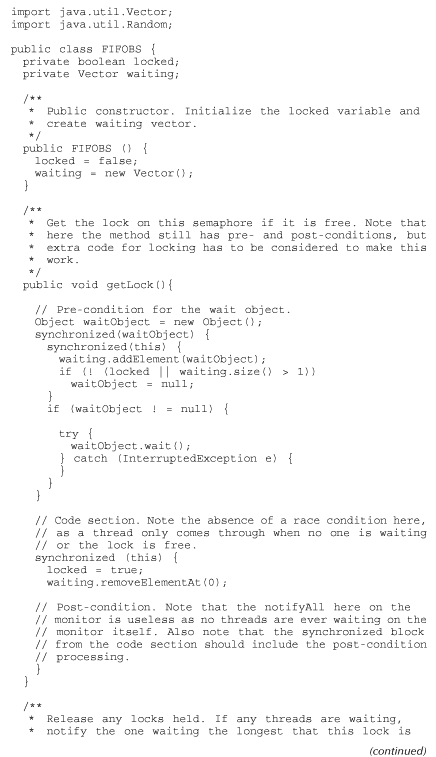 import java.util.Vector;
import java.util.Random;
public class FIFOBS {
private boolean locked;
private Vector waiting;
/**
* Public constructor. Initialize the locked variable and
* create waiting vector.
*/
public FIFOBS () {
locked = false;
waiting = new Vector();
}
/**
* Get the lock on this semaphore if it is free. Note that
* here the method still has pre- and post-conditions, but
* extra code for locking has to be considered to make this
* work.
*/
public void getLock(){
// Pre-condition for the wait object.
Object waitObject = new Object();
synchronized(waitObject) {
synchronized(this) {
waiting.addElement(waitObject);
if (! (locked || waiting.size() > 1))
waitObject = null;
}
if (waitObject ! = null) {
try {
waitObject.wait();
} catch (InterruptedException e) {
}
}
}
// Code section. Note the absence of a race condition here,
// as a thread only comes through when no one is waiting
// or the lock is free.
synchronized (this) {
locked = true;
waiting.removeElementAt(0);
// Post-condition. Note that the notifyAll here on the
// monitor is useless as no threads are ever waiting on the
// monitor itself. Also note that the synchronized block
// from the code section should include the post-condition
// processing.
}
}
/**
* Release any locks held. If any threads are waiting,
* notify the one waiting the longest that this lock is
(continued)